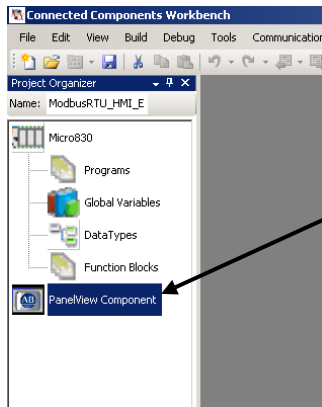 Connected Components Workbench
File Edit View Build Debug Tools Communication
Project Organizer
Name: ModbusRTU_HMI_E
Micro830
Programs
Global Variables
DataTypes
Function Blocks
AB
PanelView Component